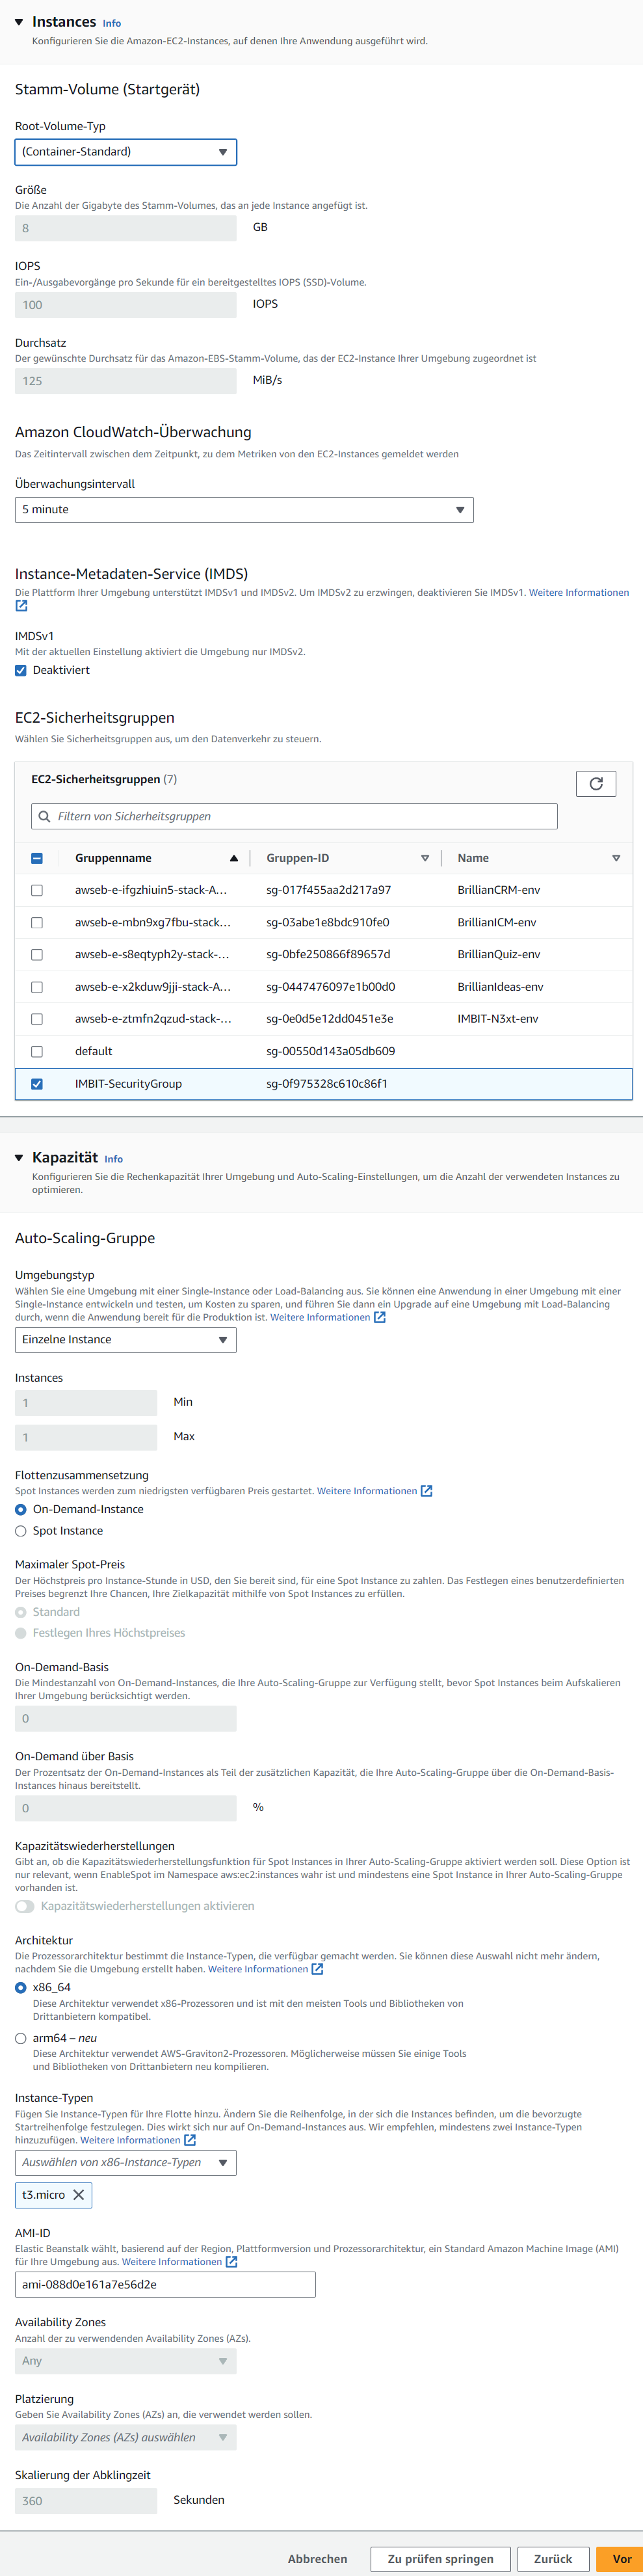 Instances Info
Konfigurieren Sie die Amazon-EC2-Instances, auf denen Ihre Anwendung ausgeführt wird.
Stamm-Volume (Startgerät)
Root-Volume-Typ
(Container-Standard)
Größe
Die Anzahl der Gigabyte des Stamm-Volumes, das an jede Instance angefügt ist.
8 GB
IOPS
Ein-/Ausgabevorgänge pro Sekunde für ein bereitgestelltes IOPS (SSD)-Volume.
100 IOPS
Durchsatz
Der gewünschte Durchsatz für das Amazon-EBS-Stamm-Volume, das der EC2-Instance Ihrer Umgebung zugeordnet ist
125 MiB/s
Amazon CloudWatch-Überwachung
Das Zeitintervall zwischen dem Zeitpunkt, zu dem Metriken von den EC2-Instances gemeldet werden
Überwachungsintervall
5 minute
Instance-Metadaten-Service (IMDS)
Die Plattform Ihrer Umgebung unterstützt IMDSv1 und IMDSv2. Um IMDSv2 zu erzwingen, deaktivieren Sie IMDSv1. Weitere Informationen
IMDSv1
Mit der aktuellen Einstellung aktiviert die Umgebung nur IMDSv2.
Deaktiviert
EC2-Sicherheitsgruppen
Wählen Sie Sicherheitsgruppen aus, um den Datenverkehr zu steuern.
EC2-Sicherheitsgruppen (7)
Filtern von Sicherheitsgruppen
Gruppenname Gruppen-ID Name
awseb-e-ifgzhiuin5-stack-A... sg-017f455aa2d217a97 BrillianCRM-env
awseb-e-mbn9xg7fbu-stack... sg-03abe1e8bdc910fe0 BrillianICM-env
awseb-e-s8eqtyph2y-stack-... sg-0bfe250866f89657d BrillianQuiz-env
awseb-e-x2kduw9jji-stack-A... sg-0447476097e1b00d0 BrillianIdeas-env
awseb-e-ztmfn2qzud-stack-... sg-0e0d5e12dd0451e3e IMBIT-N3xt-env
default sg-00550d143a05db609
IMBIT-SecurityGroup sg-0f975328c610c86f1
Kapazität Info
Konfigurieren Sie die Rechenkapazität Ihrer Umgebung und Auto-Scaling-Einstellungen, um die Anzahl der verwendeten Instances zu
optimieren.
Auto-Scaling-Gruppe
Umgebungstyp
Wählen Sie eine Umgebung mit einer Single-Instance oder Load-Balancing aus. Sie können eine Anwendung in einer Umgebung mit einer
Single-Instance entwickeln und testen, um Kosten zu sparen, und führen Sie dann ein Upgrade auf eine Umgebung mit Load-Balancing
durch, wenn die Anwendung bereit für die Produktion ist. Weitere Informationen
Einzelne Instance
Instances
1 Min
1 Max
Flottenzusammensetzung
Spot Instances werden zum niedrigsten verfügbaren Preis gestartet. Weitere Informationen
On-Demand-Instance
Spot Instance
Maximaler Spot-Preis
Der Höchstpreis pro Instance-Stunde in USD, den Sie bereit sind, für eine Spot Instance zu zahlen. Das Festlegen eines benutzerdefinierten
Preises begrenzt Ihre Chancen, Ihre Zielkapazität mithilfe von Spot Instances zu erfüllen.
Standard
Festlegen Ihres Höchstpreises
On-Demand-Basis
Die Mindestanzahl von On-Demand-Instances, die Ihre Auto-Scaling-Gruppe zur Verfügung stellt, bevor Spot Instances beim Aufskalieren
Ihrer Umgebung berücksichtigt werden.
0
On-Demand über Basis
Der Prozentsatz der On-Demand-Instances als Teil der zusätzlichen Kapazität, die Ihre Auto-Scaling-Gruppe über die On-Demand-Basis-
Instances hinaus bereitstellt.
0 %
Kapazitätswiederherstellungen
Gibt an, ob die Kapazitätswiederherstellungsfunktion für Spot Instances in Ihrer Auto-Scaling-Gruppe aktiviert werden soll. Diese Option ist
nur relevant, wenn EnableSpot im Namespace aws:ec2:instances wahr ist und mindestens eine Spot Instance in Ihrer Auto-Scaling-Gruppe
vorhanden ist.
Kapazitätswiederherstellungen aktivieren
Architektur
Die Prozessorarchitektur bestimmt die Instance-Typen, die verfügbar gemacht werden. Sie können diese Auswahl nicht mehr ändern,
nachdem Sie die Umgebung erstellt haben. Weitere Informationen
x86_64
Diese Architektur verwendet x86-Prozessoren und ist mit den meisten Tools und Bibliotheken von
Drittanbietern kompatibel.
arm64 – neu
Diese Architektur verwendet AWS-Graviton2-Prozessoren. Möglicherweise müssen Sie einige Tools
und Bibliotheken von Drittanbietern neu kompilieren.
Instance-Typen
Fügen Sie Instance-Typen für Ihre Flotte hinzu. Ändern Sie die Reihenfolge, in der sich die Instances befinden, um die bevorzugte
Startreihenfolge festzulegen. Dies wirkt sich nur auf On-Demand-Instances aus. Wir empfehlen, mindestens zwei Instance-Typen
hinzuzufügen. Weitere Informationen
Auswählen von x86-Instance-Typen
t3.micro
AMI-ID
Elastic Beanstalk wählt, basierend auf der Region, Plattformversion und Prozessorarchitektur, ein Standard Amazon Machine Image (AMI)
für Ihre Umgebung aus. Weitere Informationen
ami-088d0e161a7e56d2e
Availability Zones
Anzahl der zu verwendenden Availability Zones (AZs).
Any
Platzierung
Geben Sie Availability Zones (AZs) an, die verwendet werden sollen.
Availability Zones (AZs) auswählen
Skalierung der Abklingzeit
360 Sekunden
Abbrechen Zu prüfen springen Zurück Vor